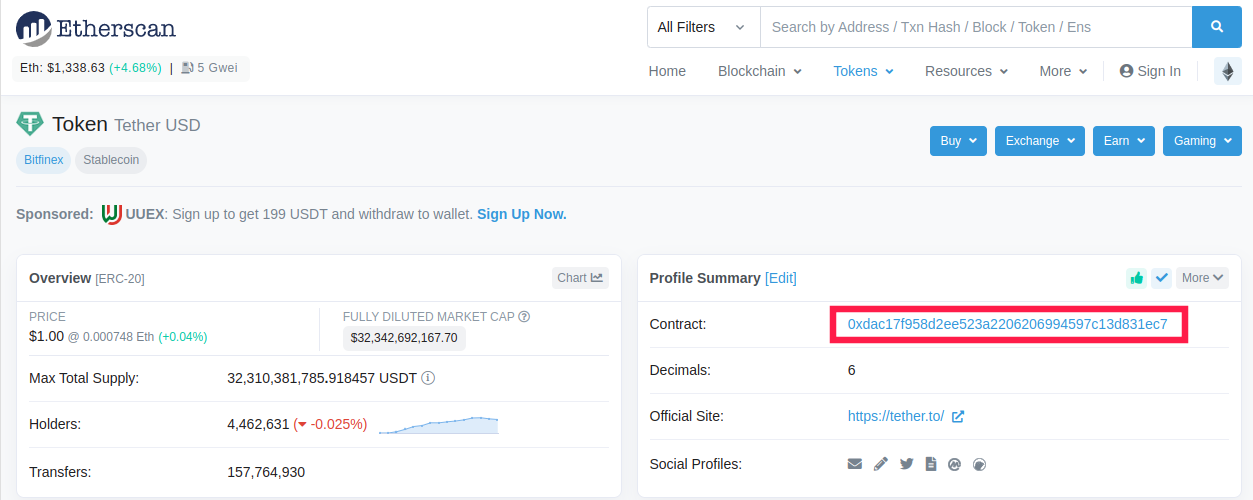 Etherscan
All Filters
Search by Address / Txn Hash / Block / Token / Ens
Eth: $1,338.63 (+4.68%) | 5 Gwei
Home Blockchain Tokens Resources More Sign In
Token Tether USD
Buy Exchange Earn Gaming
Bitfinex Stablecoin
Sponsored: UUEX: Sign up to get 199 USDT and withdraw to wallet. Sign Up Now.
Overview [ERC-20]
Chart
PRICE
$1.00 @ 0.000748 Eth (+0.04%)
FULLY DILUTED MARKET CAP
$32,342,692,167.70
Max Total Supply: 32,310,381,785.918457 USDT
Holders: 4,462,631 (-0.025%)
Transfers: 157,764,930
Profile Summary [Edit]
More
Contract: 0xdac17f958d2ee523a2206206994597c13d831ec7
Decimals: 6
Official Site: https://tether.to/
Social Profiles: